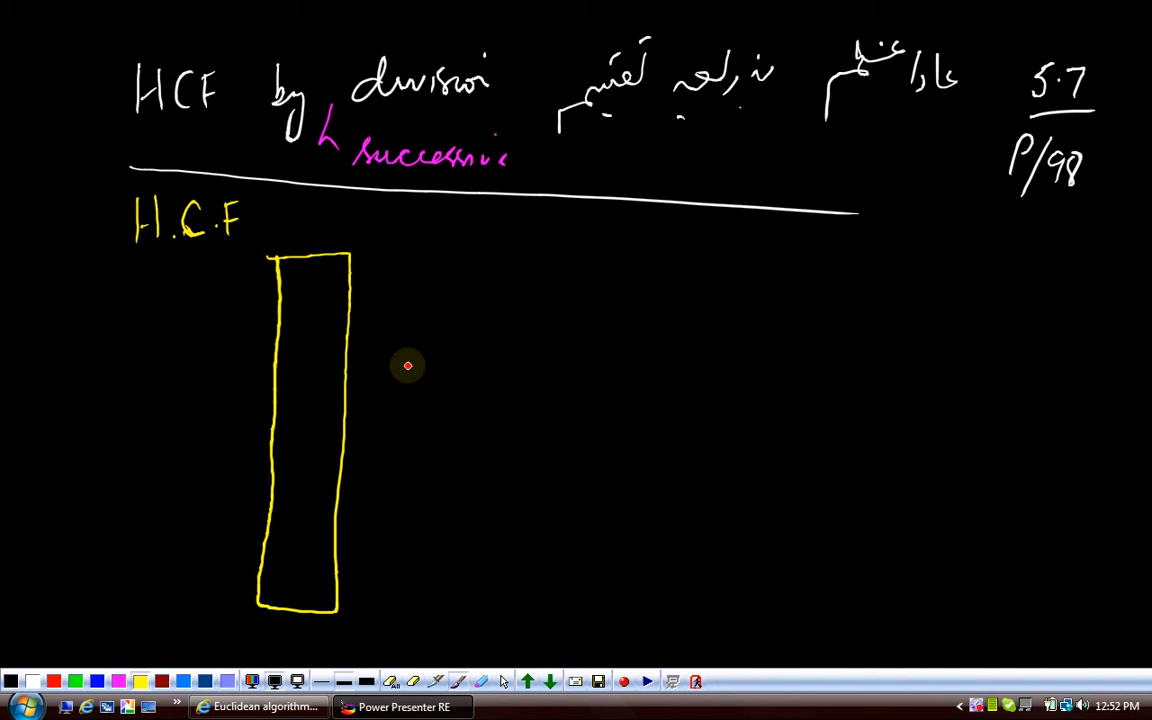 HCF by division عاد اعظم بذریعہ تقسیم 5.7
successive P/98
H.C.F
Euclidean algorithm... Power Presenter RE 12:52 PM